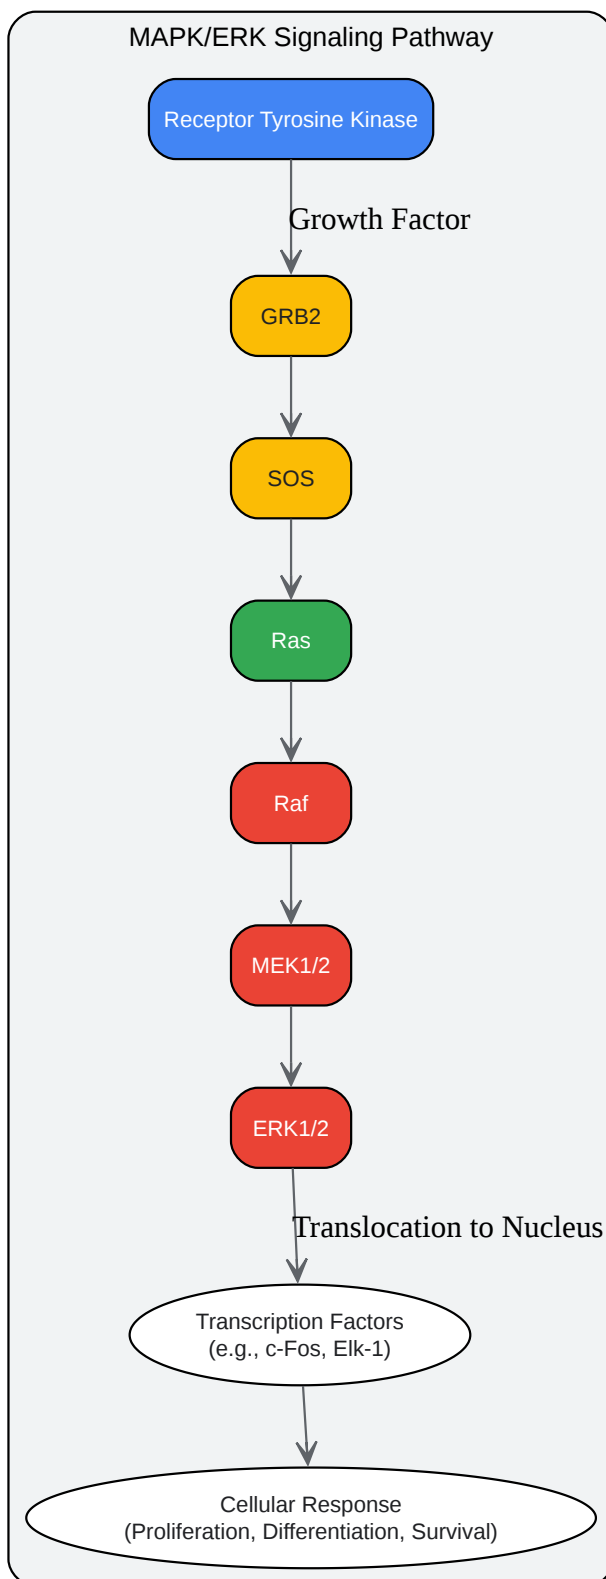 MAPK/ERK Signaling Pathway
Receptor Tyrosine Kinase
Growth Factor
GRB2
SOS
Ras
Raf
MEK1/2
ERK1/2
Translocation to Nucleus
Transcription Factors
(e.g., c-Fos, Elk-1)
Cellular Response
(Proliferation, Differentiation, Survival)